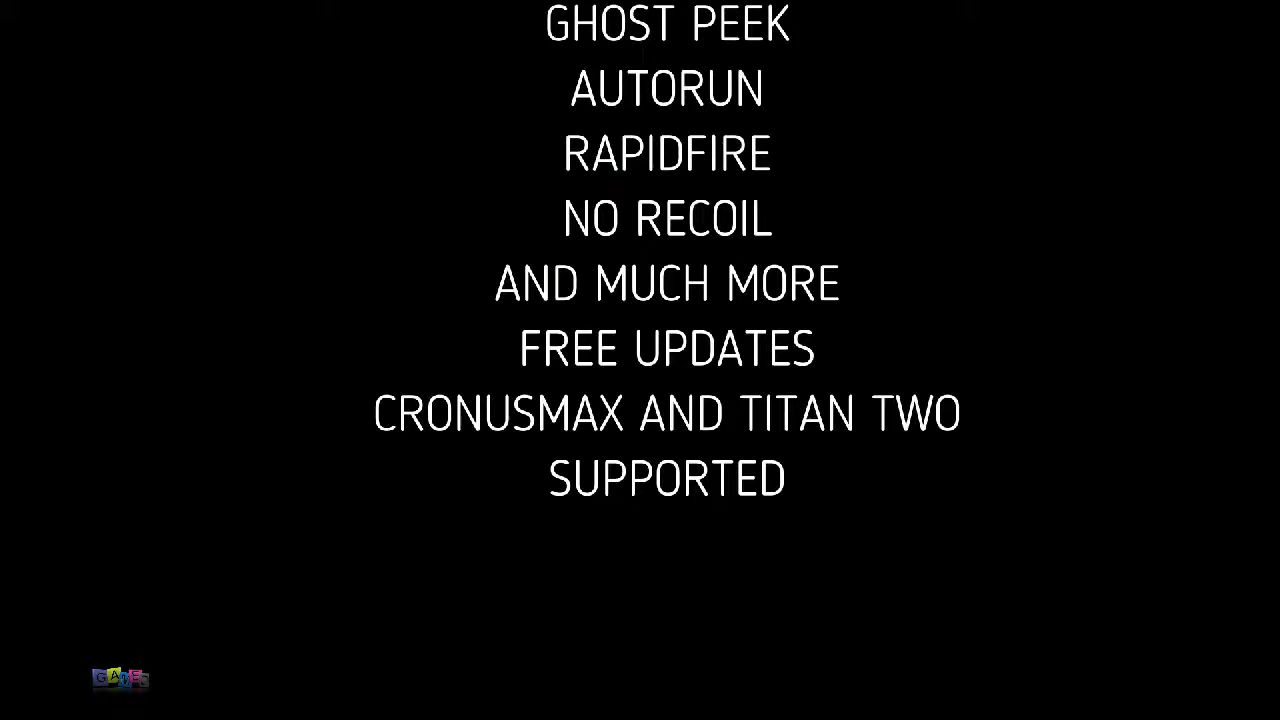 GHOST PEEK
AUTORUN
RAPIDFIRE
NO RECOIL
AND MUCH MORE
FREE UPDATES
CRONUSMAX AND TITAN TWO
SUPPORTED